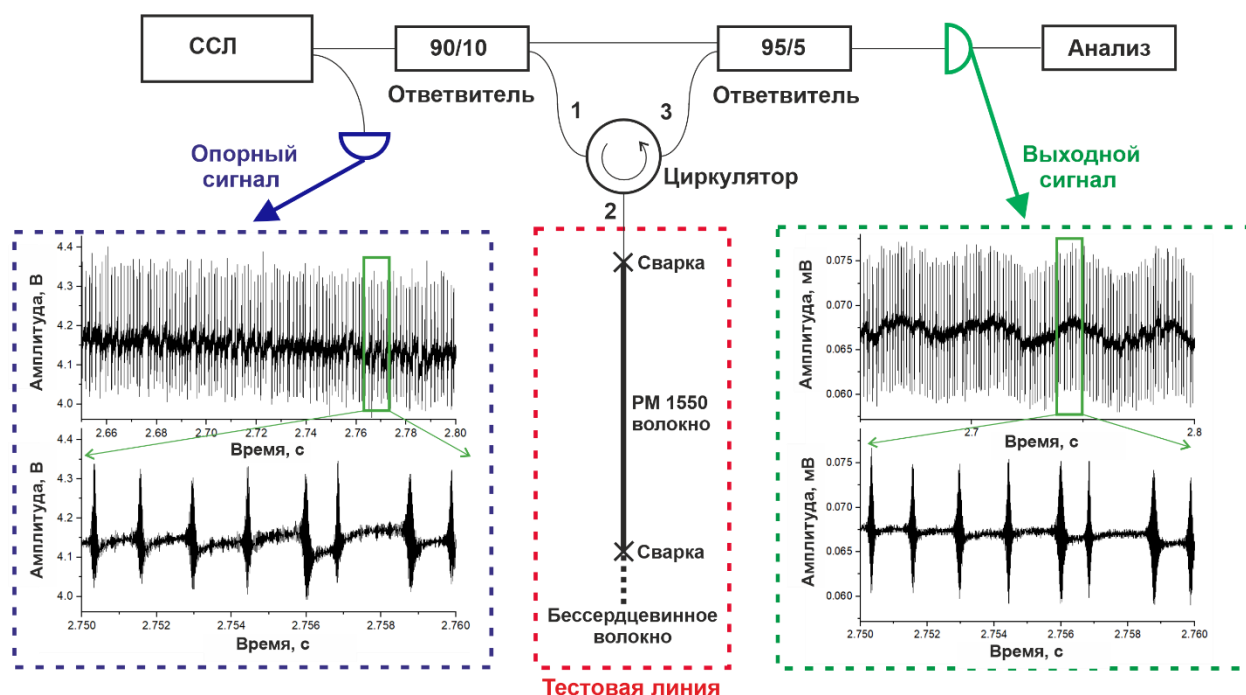 ССЛ
90/10
95/5
Анализ
Ответвитель
Ответвитель
1
3
Опорный
сигнал
Циркулятор
Выходной
сигнал
2
4.4
4.3
4.2
4.1
4.0
Амплитуда, В
2.66
2.68
2.70
2.72
2.74
2.76
2.78
2.80
Время, с
4.4
4.3
4.2
4.1
4.0
Амплитуда, В
2.750
2.752
2.754
2.756
2.758
2.760
Время, с
Сварка
PM 1550
волокно
Сварка
Бессердцевинное
волокно
Тестовая линия
0.075
0.070
0.065
0.060
Амплитуда, мВ
2.7
2.8
Время, с
0.075
0.070
0.065
0.060
Амплитуда, мВ
2.750
2.752
2.754
2.756
2.758
2.760
Время, с